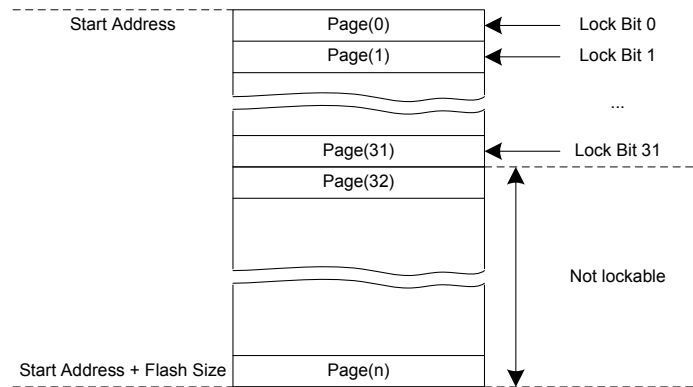 Start Address Page(0) Lock Bit 0
Page(1) Lock Bit 1
...
Page(31) Lock Bit 31
Page(32)
Not lockable
Start Address + Flash Size Page(n)